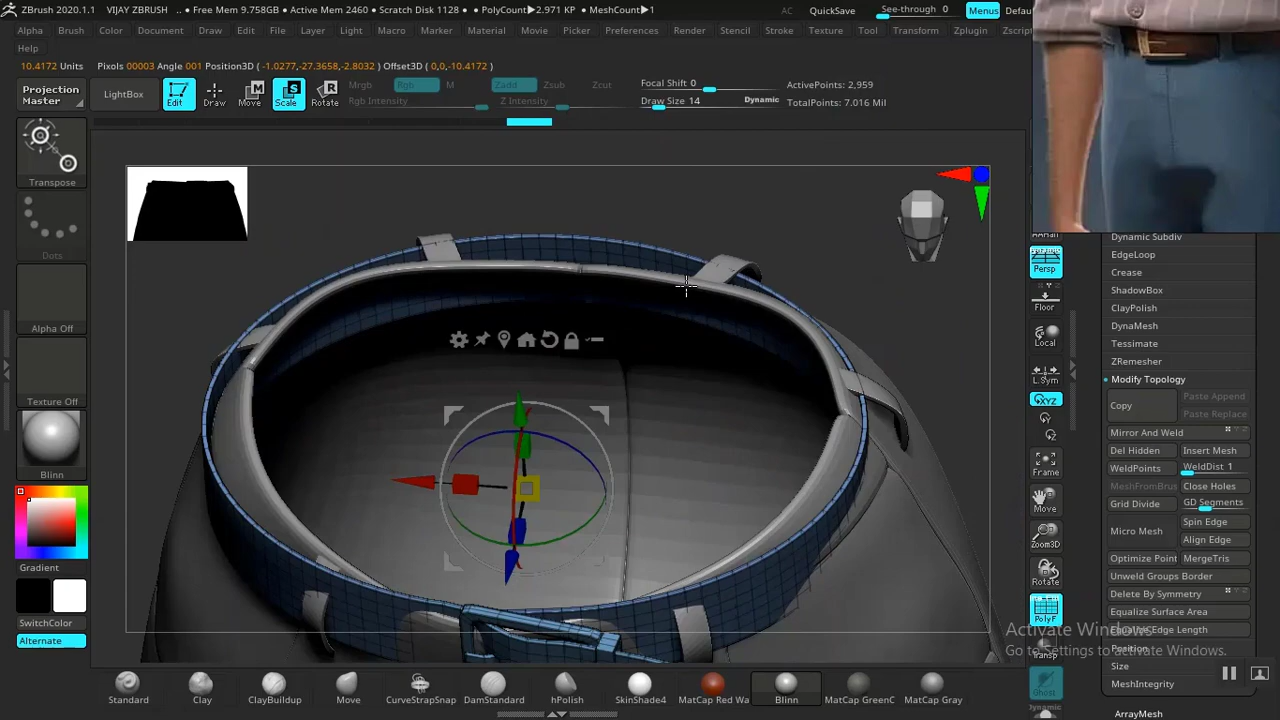 ZBrush 2020.1.1 VIJAY ZBRUSH .. • Free Mem 9.758GB • Active Mem 2460 • Scratch Disk 1128 • PolyCount▶2.971 KP • MeshCount▶1 AC QuickSave See-through 0 Menus Defau
Alpha Brush Color Document Draw Edit File Layer Light Macro Marker Material Movie Picker Preferences Render Stencil Stroke Texture Tool Transform Zplugin Zscrip
Help
10.4172 Units Pixels 00003 Angle 001 Position3D (-1.0277,-27.3658,-2.8032 ) Offset3D ( 0,0,-10.4172 )
Projection Master
LightBox
Edit
Draw
Move
Scale
Rotate
Mrgb Rgb M Zadd Zsub Zcut
Rgb Intensity Z Intensity
Focal Shift 0
Draw Size 14 Dynamic
ActivePoints: 2,959
TotalPoints: 7.016 Mil
Transpose
Dots
Alpha Off
Texture Off
Blinn
Gradient
SwitchColor
Alternate
Persp
Floor
Local
L.Sym
XYZ
Y
Z
Frame
Move
Zoom3D
Rotate
PolyF
Transp
Ghost
Dynamic
Dynamic Subdiv
EdgeLoop
Crease
ShadowBox
ClayPolish
DynaMesh
Tessimate
ZRemesher
Modify Topology
Copy Paste Append
Paste Replace
Mirror And Weld
Del Hidden Insert Mesh
WeldPoints WeldDist 1
MeshFromBrus Close Holes
Grid Divide GD Segments
Micro Mesh Spin Edge
Align Edge
Optimize Point MergeTris
Unweld Groups Border
Delete By Symmetry
Equalize Surface Area
Position
Size
MeshIntegrity
ArrayMesh
Activate Windows
Go to Settings to activate Windows.
Standard Clay ClayBuildup Move CurveStrapSnap DamStandard hPolish SkinShade4 MatCap Red Wa Blinn MatCap GreenC MatCap Gray